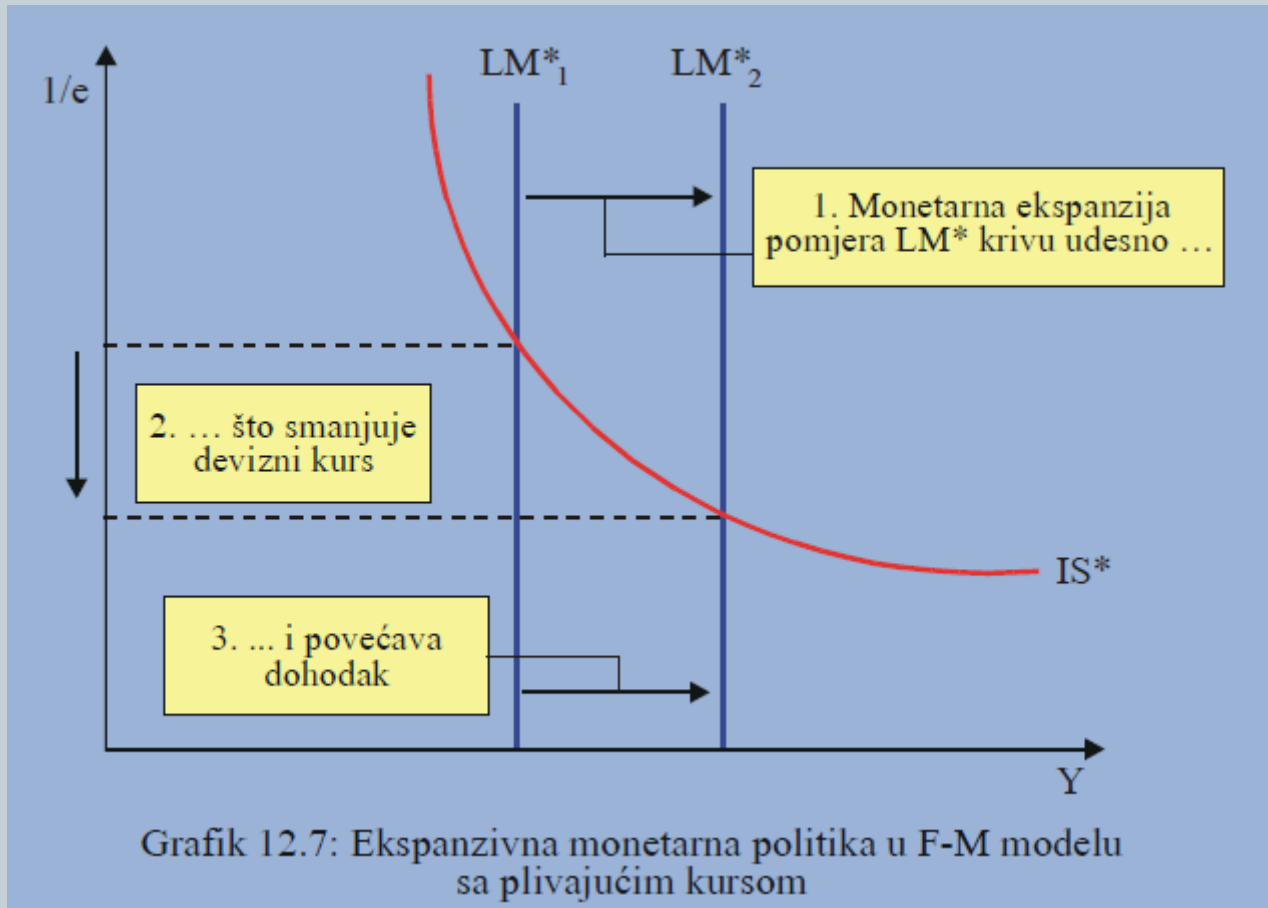 1/e
LM*1
LM*2
1. Monetarna ekspanzija
pomjera LM* krivu udesno …
2. … što smanjuje
devizni kurs
IS*
3. ... i povećava
dohodak
Y
Grafik 12.7: Ekspanzivna monetarna politika u F-M modelu
sa plivajućim kursom